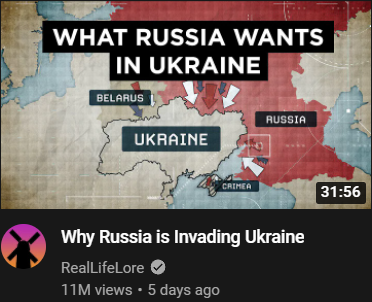 WHAT RUSSIA WANTS
IN UKRAINE
BELARUS
RUSSIA
UKRAINE
CRIMEA
31:56
Why Russia is Invading Ukraine
RealLifeLore
11M views • 5 days ago